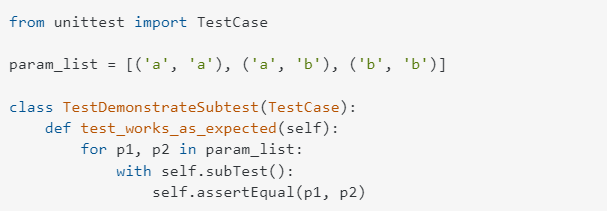 from unittest import TestCase

param_list = [('a', 'a'), ('a', 'b'), ('b', 'b')]

class TestDemonstrateSubtest(TestCase):
    def test_works_as_expected(self):
        for p1, p2 in param_list:
            with self.subTest():
                self.assertEqual(p1, p2)